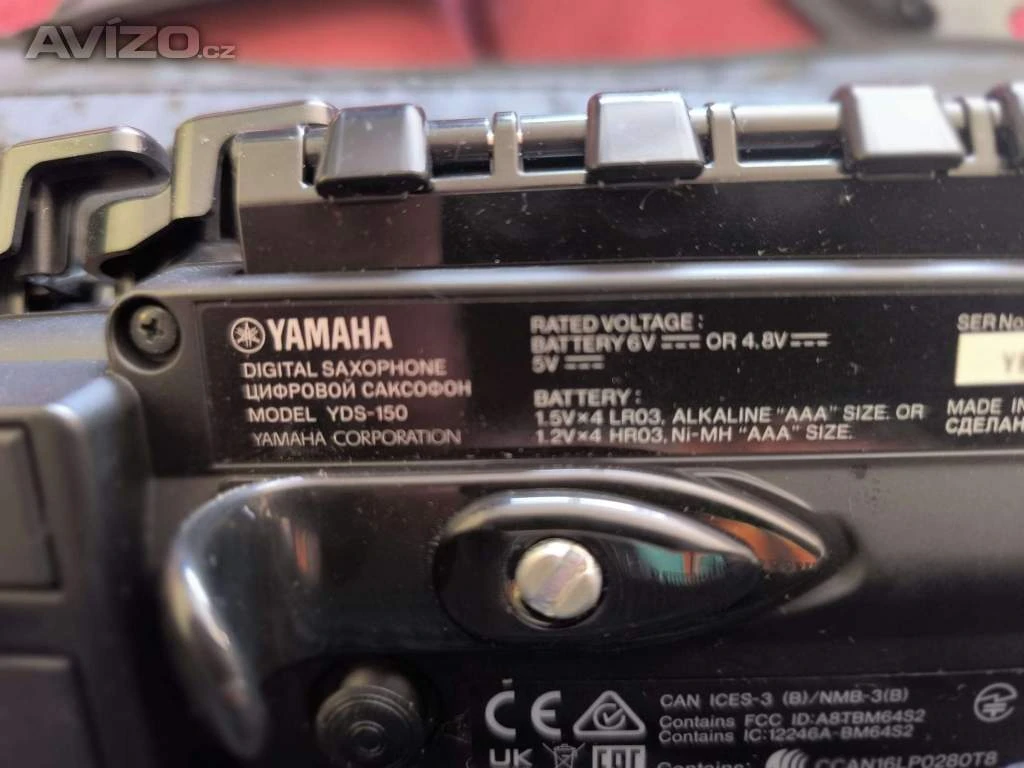 AVÍZO.cz
YAMAHA
DIGITAL SAXOPHONE
ЦИФРОВОЙ САКСОФОН
MODEL YDS-150
YAMAHA CORPORATION
RATED VOLTAGE:
BATTERY 6V OR 4.8V
5V
BATTERY:
1.5V×4 LR03, ALKALINE "AAA" SIZE. OR
1.2V×4 HR03, Ni-MH "AAA" SIZE.
SER No.
MADE IN
СДЕЛАН
CE
CAN ICES-3 (B)/NMB-3(B)
Contains FCC ID:A8TBM64S2
Contains IC:12246A-BM64S2
UK
EAC
Contains:
CCAN16LP0280T8